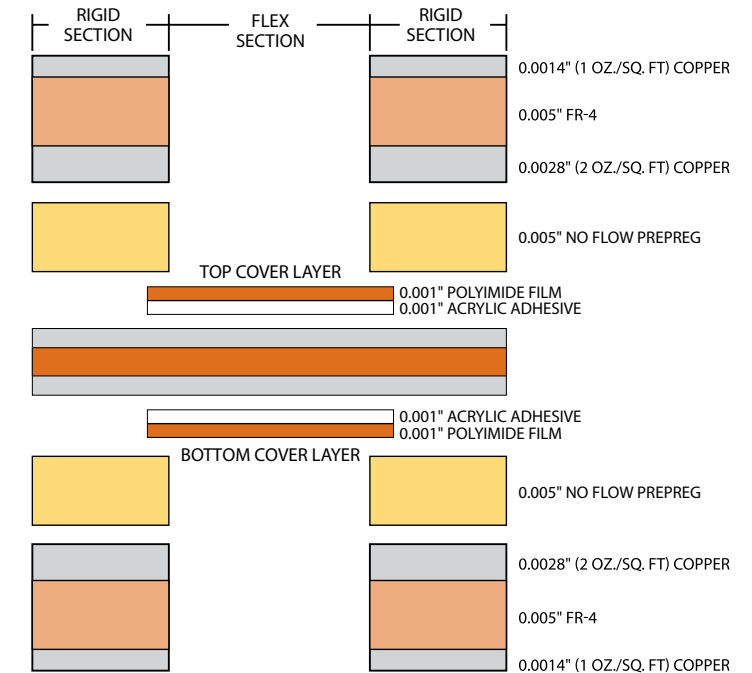 RIGID
SECTION
FLEX
SECTION
RIGID
SECTION
0.0014" (1 OZ./SQ. FT) COPPER
0.005" FR-4
0.0028" (2 OZ./SQ. FT) COPPER
0.005" NO FLOW PREPREG
TOP COVER LAYER
0.001" POLYIMIDE FILM
0.001" ACRYLIC ADHESIVE
0.001" ACRYLIC ADHESIVE
0.001" POLYIMIDE FILM
BOTTOM COVER LAYER
0.005" NO FLOW PREPREG
0.0028" (2 OZ./SQ. FT) COPPER
0.005" FR-4
0.0014" (1 OZ./SQ. FT) COPPER